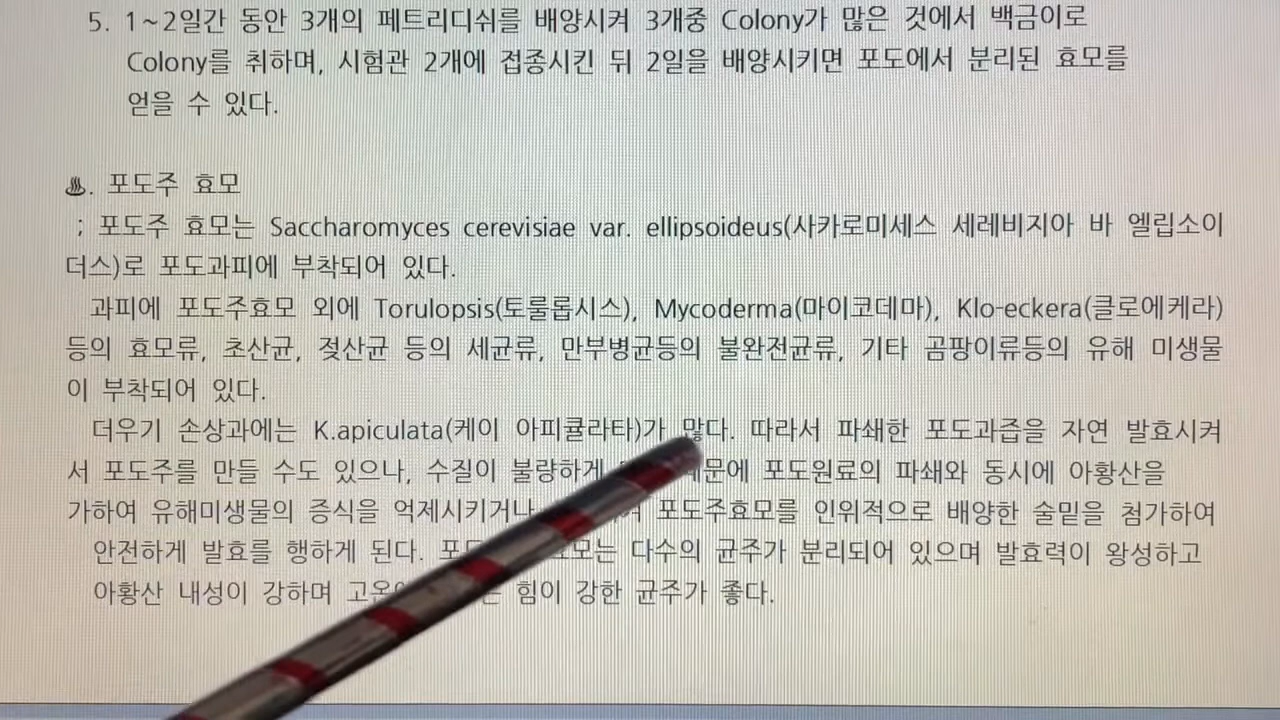 5. 1~2일간 동안 3개의 페트리디쉬를 배양시켜 3개중 Colony가 많은 것에서 백금이로
Colony를 취하며, 시험관 2개에 접종시킨 뒤 2일을 배양시키면 포도에서 분리된 효모를
얻을 수 있다.
♨. 포도주 효모
; 포도주 효모는 Saccharomyces cerevisiae var. ellipsoideus(사카로미세스 세레비지아 바 엘립소이
더스)로 포도과피에 부착되어 있다.
과피에 포도주효모 외에 Torulopsis(토룰롭시스), Mycoderma(마이코데마), Klo-eckera(클로에케라)
등의 효모류, 초산균, 젖산균 등의 세균류, 만부병균등의 불완전균류, 기타 곰팡이류등의 유해 미생물
이 부착되어 있다.
더우기 손상과에는 K.apiculata(케이 아피큘라타)가 많다. 따라서 파쇄한 포도과즙을 자연 발효시켜
서 포도주를 만들 수도 있으나, 수질이 불량하게 포도원료의 파쇄와 동시에 아황산을
가하여 유해미생물의 증식을 억제시키거나 포도주효모를 인위적으로 배양한 술밑을 첨가하여
안전하게 발효를 행하게 된다. 다수의 균주가 분리되어 있으며 발효력이 왕성하고
아황산 내성이 강하며 힘이 강한 균주가 좋다.